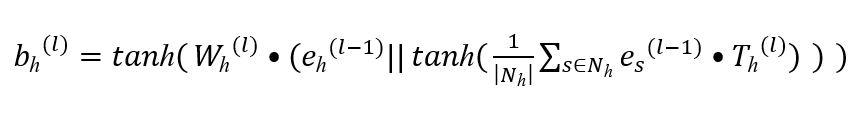 b_h^(l) = tanh( W_h^(l) • (e_h^(l−1)|| tanh(1/|N_h| ∑_{s∈N_h} e_s^(l−1) • T_h^(l)) ) )